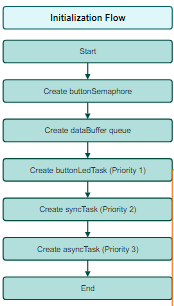 Initialization Flow
Start
Create buttonSemaphore
Create dataBuffer queue
Create buttonLedTask (Priority 1)
Create syncTask (Priority 2)
Create asyncTask (Priority 3)
End